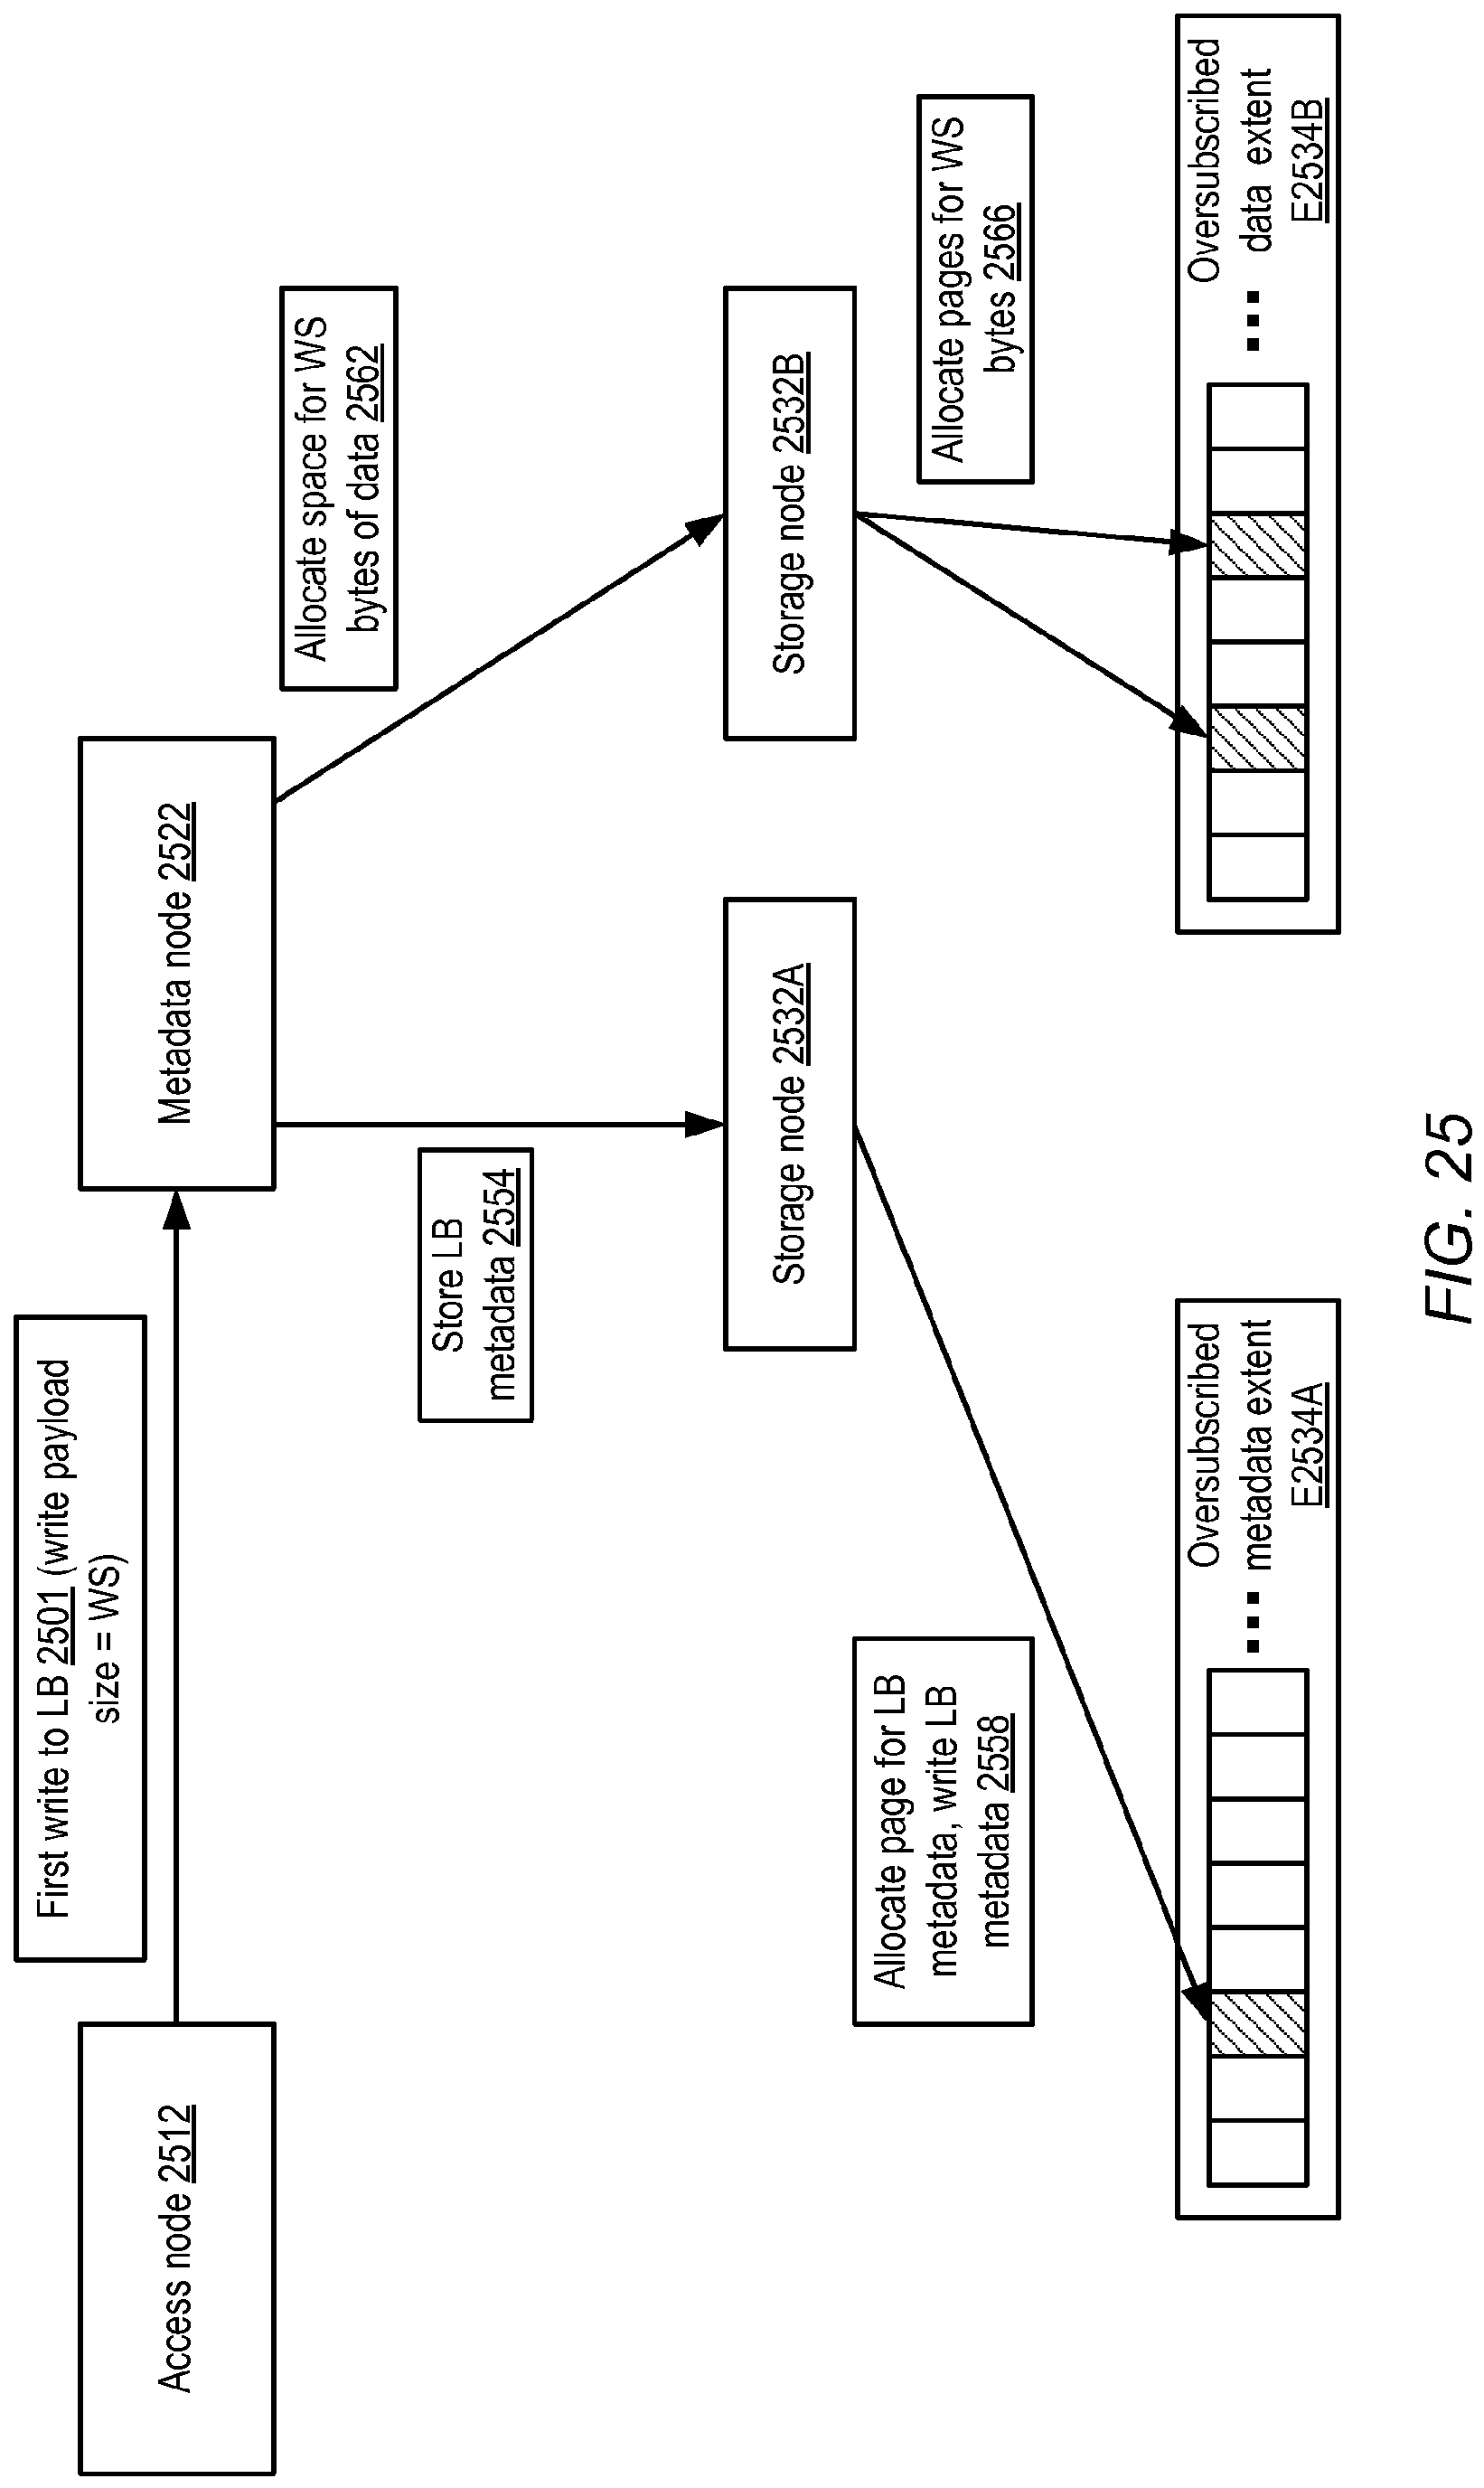 First write to LB 2501 (write payload
size = WS)
Access node 2512
Metadata node 2522
Allocate space for WS
bytes of data 2562
Store LB
metadata 2554
Storage node 2532A
Storage node 2532B
Allocate page for LB
metadata, write LB
metadata 2558
Allocate pages for WS
bytes 2566
Oversubscribed
... metadata extent
E2534A
Oversubscribed
... data extent
E2534B
FIG. 25